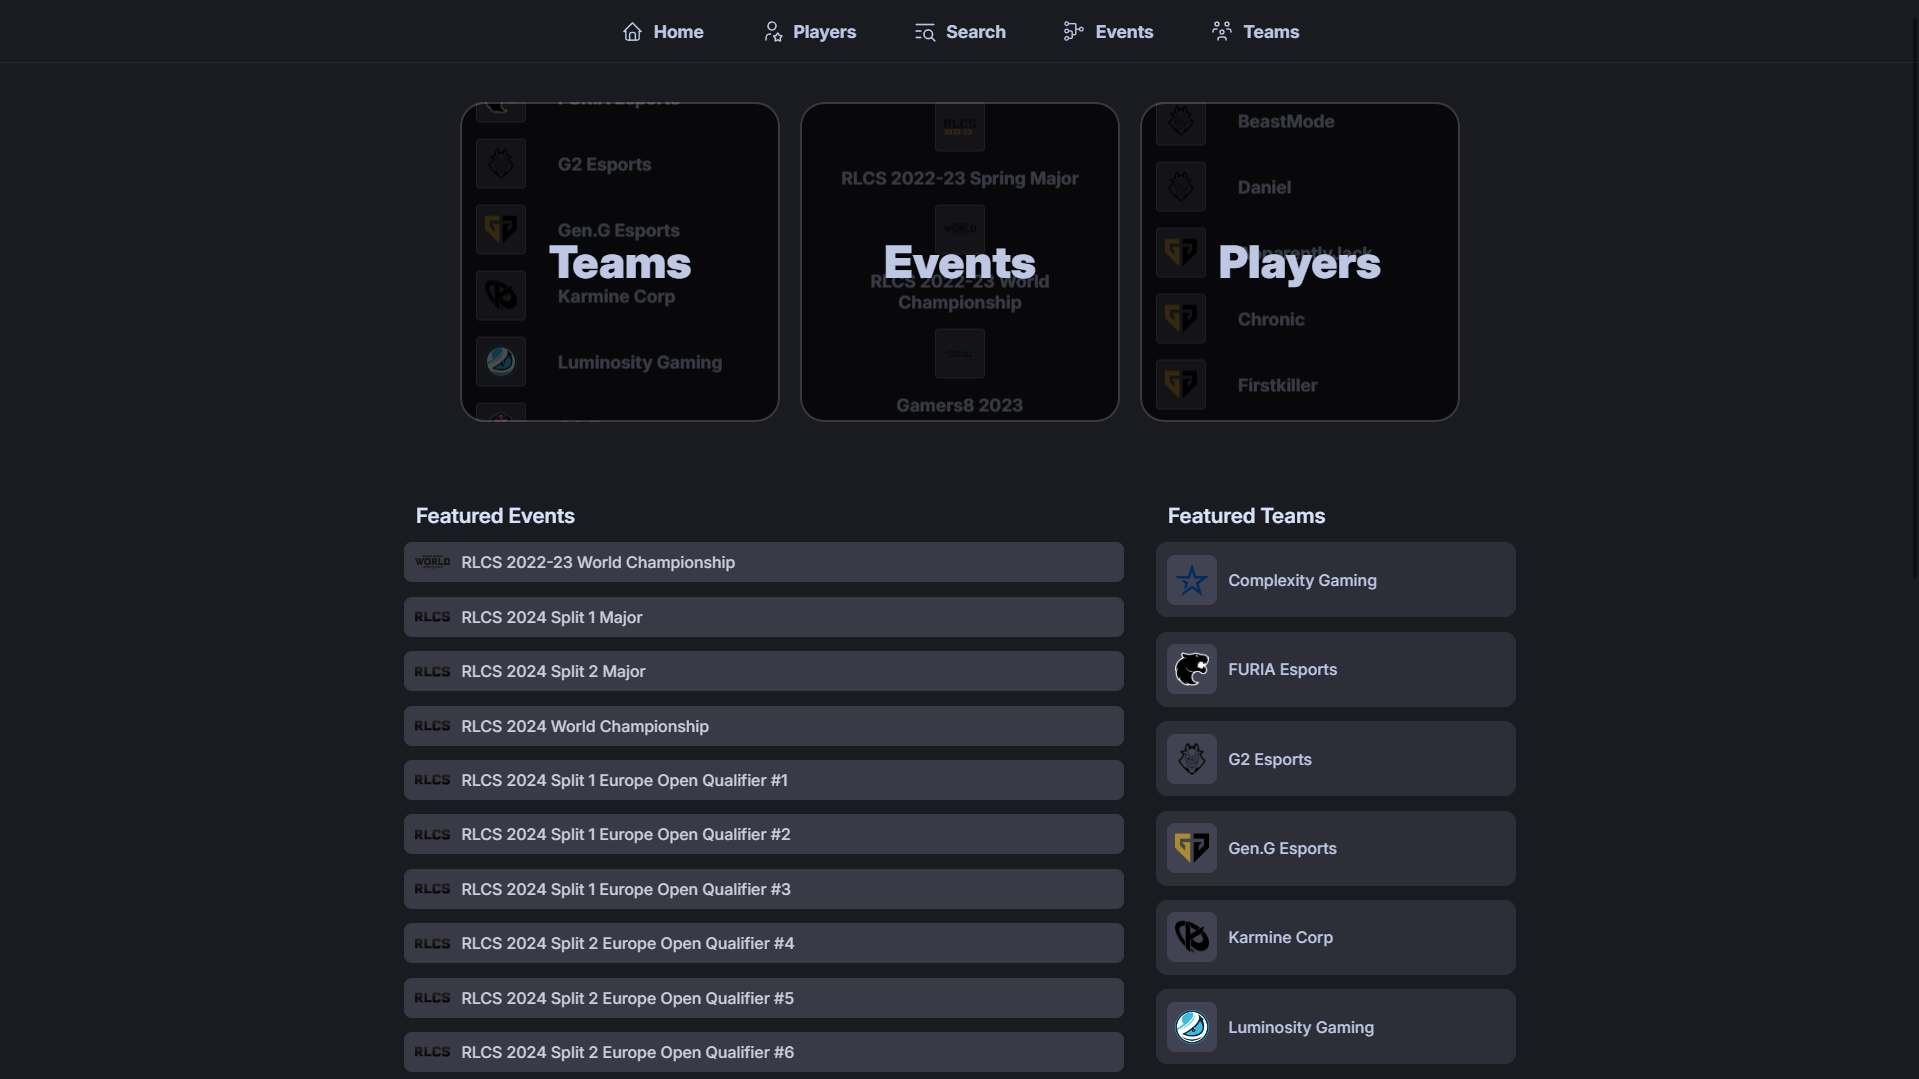 Home
Players
Search
Events
Teams
G2 Esports
Gen.G Esports
Teams
Karmine Corp
Luminosity Gaming
RLCS
2022-23
RLCS 2022-23 Spring Major
WORLD
Events
RLCS 2022-23 World
Championship
Gamers8 2023
BeastMode
Daniel
Players
Chronic
Firstkiller
Featured Events
WORLD RLCS 2022-23 World Championship
RLCS RLCS 2024 Split 1 Major
RLCS RLCS 2024 Split 2 Major
RLCS RLCS 2024 World Championship
RLCS RLCS 2024 Split 1 Europe Open Qualifier #1
RLCS RLCS 2024 Split 1 Europe Open Qualifier #2
RLCS RLCS 2024 Split 1 Europe Open Qualifier #3
RLCS RLCS 2024 Split 2 Europe Open Qualifier #4
RLCS RLCS 2024 Split 2 Europe Open Qualifier #5
RLCS RLCS 2024 Split 2 Europe Open Qualifier #6
Featured Teams
Complexity Gaming
FURIA Esports
G2 Esports
Gen.G Esports
Karmine Corp
Luminosity Gaming